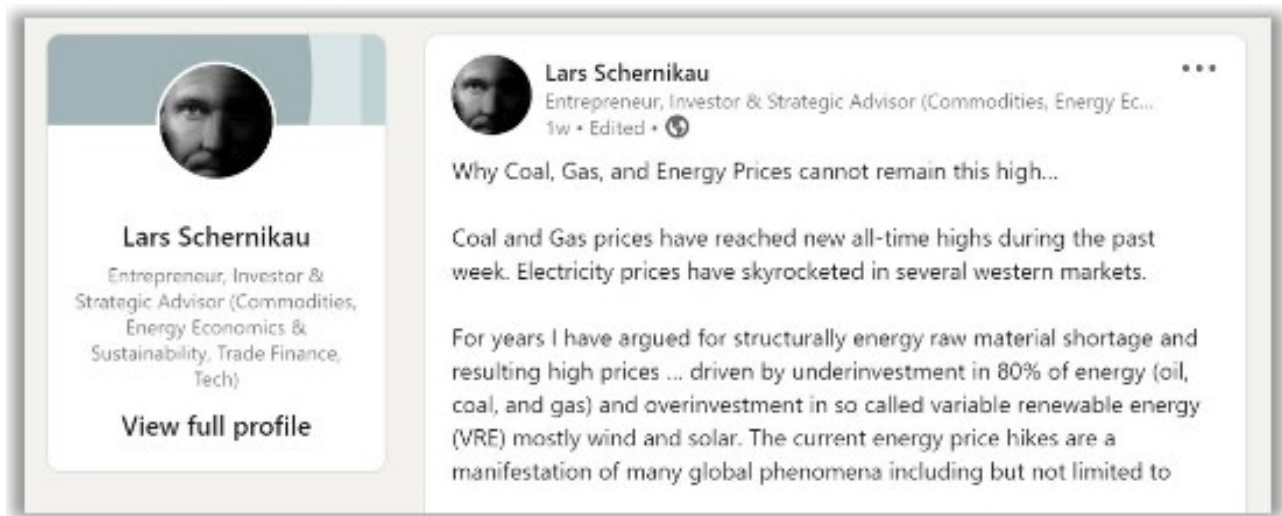 Lars Schernikau
Entrepreneur, Investor &
Strategic Advisor (Commodities,
Energy Economics &
Sustainability, Trade Finance,
Tech)
View full profile
Lars Schernikau
Entrepreneur, Investor & Strategic Advisor (Commodities, Energy Ec...
1w • Edited •
Why Coal, Gas, and Energy Prices cannot remain this high...
Coal and Gas prices have reached new all-time highs during the past
week. Electricity prices have skyrocketed in several western markets.
For years I have argued for structurally energy raw material shortage and
resulting high prices ... driven by underinvestment in 80% of energy (oil,
coal, and gas) and overinvestment in so called variable renewable energy
(VRE) mostly wind and solar. The current energy price hikes are a
manifestation of many global phenomena including but not limited to